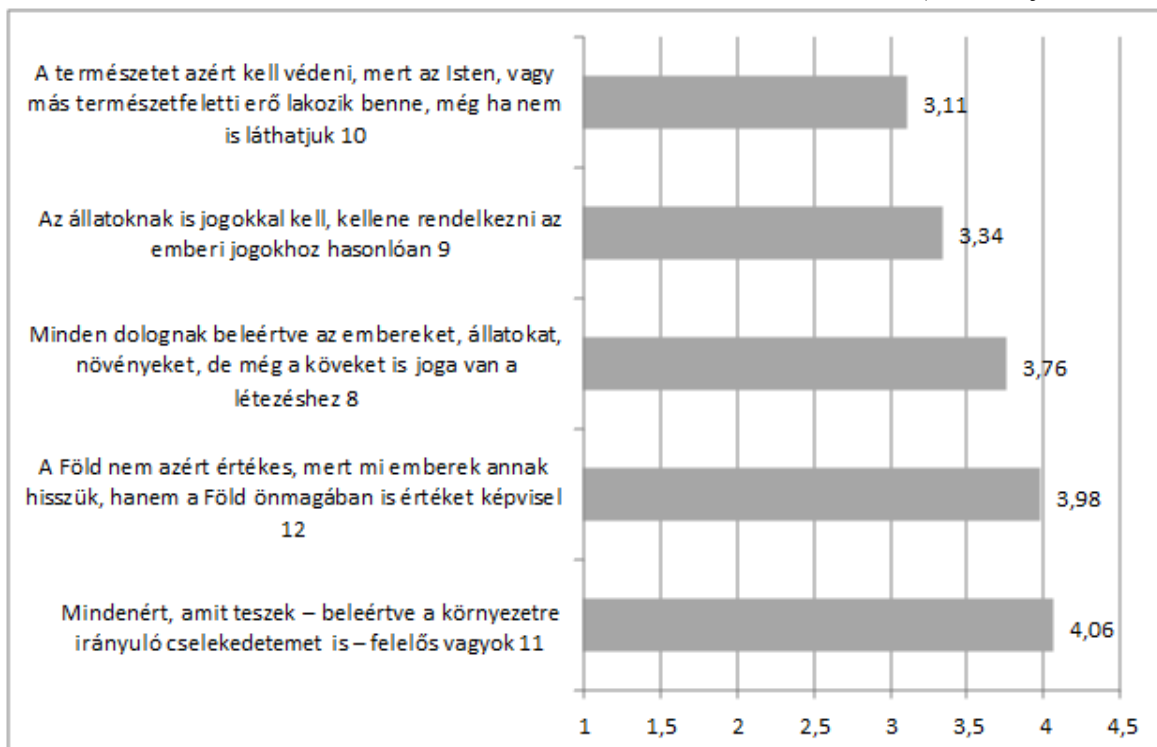 A természetet azért kell védeni, mert az Isten, vagy
más természetfeletti erő lakozik benne, még ha nem
is láthatjuk 10
3,11
Az állatoknak is jogokkal kell, kellene rendelkezni az
emberi jogokhoz hasonlóan 9
3,34
Minden dolognak beleértve az embereket, állatokat,
növényeket, de még a köveket is joga van a
létezéshez 8
3,76
A Föld nem azért értékes, mert mi emberek annak
hisszük, hanem a Föld önmagában is értéket képvisel
12
3,98
Mindenért, amit teszek – beleértve a környezetre
irányuló cselekedetemet is – felelős vagyok 11
4,06
1 1,5 2 2,5 3 3,5 4 4,5